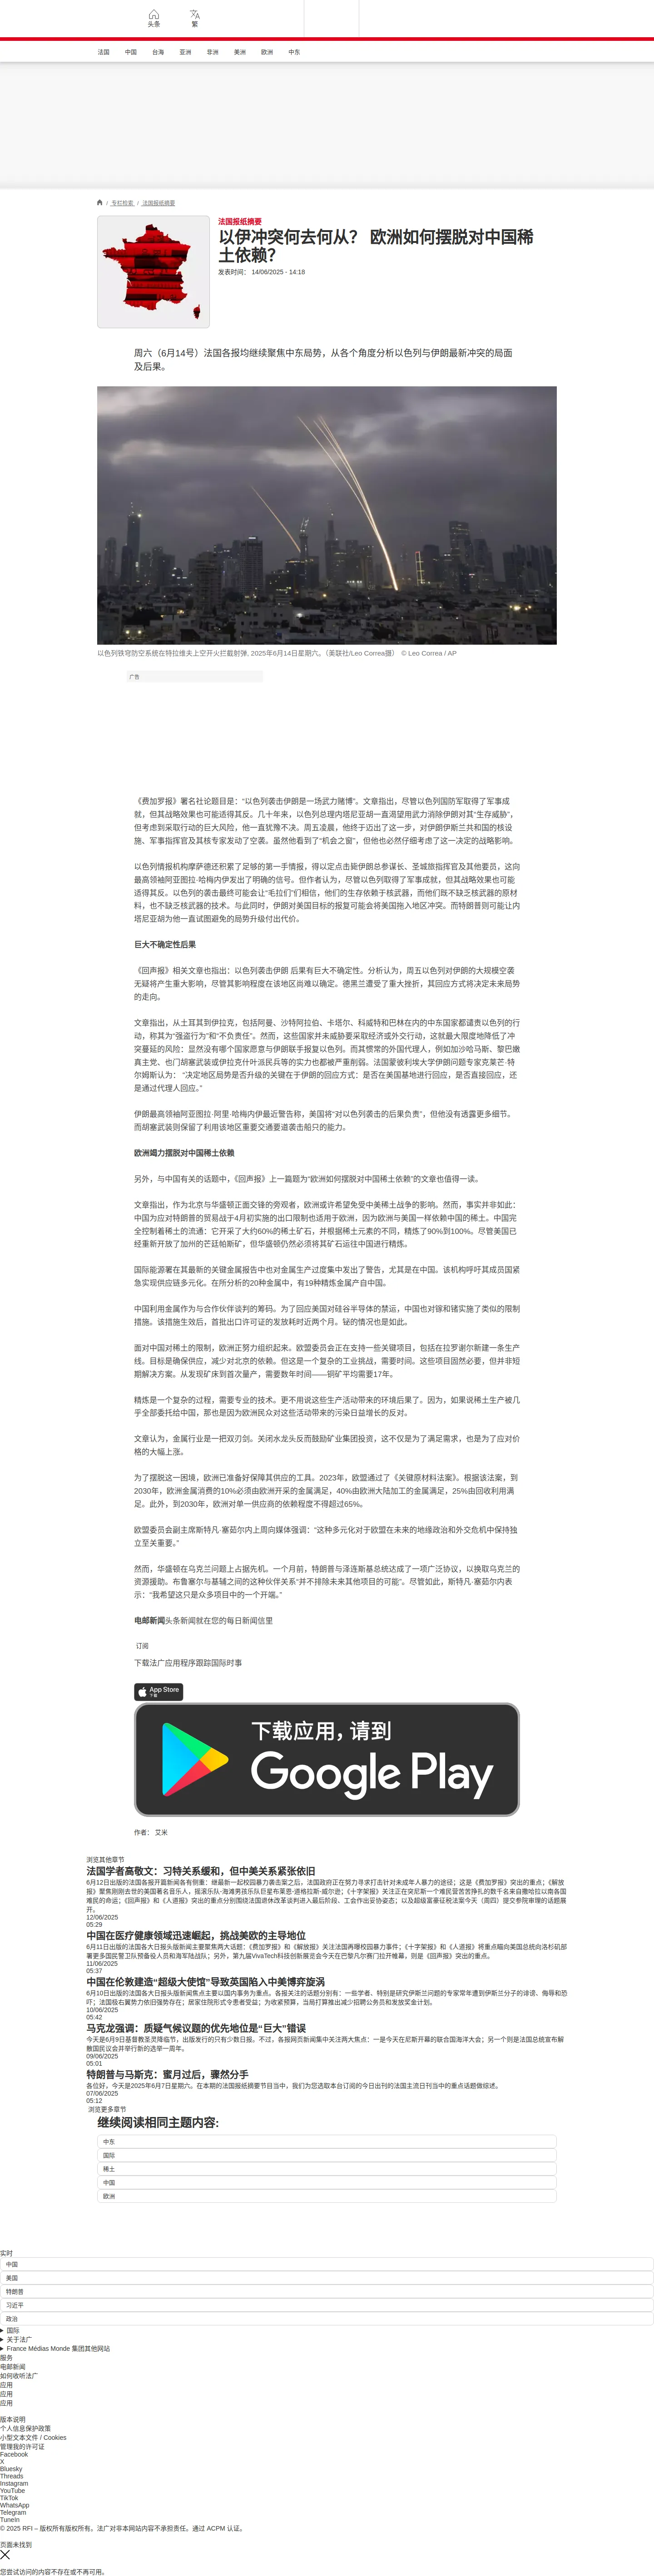 头条
繁
法国 中国 台海 亚洲 非洲 美洲 欧洲 中东
/ 专栏检索 / 法国报纸摘要
法国报纸摘要
以伊冲突何去何从？ 欧洲如何摆脱对中国稀
土依赖？
发表时间： 14/06/2025 - 14:18
周六（6月14号）法国各报均继续聚焦中东局势，从各个角度分析以色列与伊朗最新冲突的局面
及后果。
以色列铁穹防空系统在特拉维夫上空开火拦截射弹, 2025年6月14日星期六。（美联社/Leo Correa摄） © Leo Correa / AP
广告
《费加罗报》署名社论题目是：“以色列袭击伊朗是一场武力赌博”。文章指出，尽管以色列国防军取得了军事成
就，但其战略效果也可能适得其反。几十年来，以色列总理内塔尼亚胡一直渴望用武力消除伊朗对其“生存威胁”，
但考虑到采取行动的巨大风险，他一直犹豫不决。周五凌晨，他终于迈出了这一步，对伊朗伊斯兰共和国的核设
施、军事指挥官及其核专家发动了空袭。虽然他看到了“机会之窗”，但他也必然仔细考虑了这一决定的战略影响。
以色列情报机构摩萨德还积累了足够的第一手情报，得以定点击毙伊朗总参谋长、圣城旅指挥官及其他要员，这向
最高领袖阿亚图拉·哈梅内伊发出了明确的信号。但作者认为，尽管以色列取得了军事成就，但其战略效果也可能
适得其反。以色列的袭击最终可能会让“毛拉们”们相信，他们的生存依赖于核武器，而他们既不缺乏核武器的原材
料，也不缺乏核武器的技术。与此同时，伊朗对美国目标的报复可能会将美国拖入地区冲突。而特朗普则可能让内
塔尼亚胡为他一直试图避免的局势升级付出代价。
巨大不确定性后果
《回声报》相关文章也指出：以色列袭击伊朗 后果有巨大不确定性。分析认为，周五以色列对伊朗的大规模空袭
无疑将产生重大影响，尽管其影响程度在该地区尚难以确定。德黑兰遭受了重大挫折，其回应方式将决定未来局势
的走向。
文章指出，从土耳其到伊拉克，包括阿曼、沙特阿拉伯、卡塔尔、科威特和巴林在内的中东国家都谴责以色列的行
动，称其为“强盗行为”和“不负责任”。然而，这些国家并未威胁要采取经济或外交行动，这就最大限度地降低了冲
突蔓延的风险：显然没有哪个国家愿意与伊朗联手报复以色列。而其惯常的外国代理人，例如加沙哈马斯、黎巴嫩
真主党、也门胡塞武装或伊拉克什叶派民兵等的实力也都被严重削弱。法国蒙彼利埃大学伊朗问题专家克莱芒·特
尔姆斯认为： “决定地区局势是否升级的关键在于伊朗的回应方式：是否在美国基地进行回应，是否直接回应，还
是通过代理人回应。”
伊朗最高领袖阿亚图拉·阿里·哈梅内伊最近警告称，美国将“对以色列袭击的后果负责”，但他没有透露更多细节。
而胡塞武装则保留了利用该地区重要交通要道袭击船只的能力。
欧洲竭力摆脱对中国稀土依赖
另外，与中国有关的话题中，《回声报》上一篇题为“欧洲如何摆脱对中国稀土依赖”的文章也值得一读。
文章指出，作为北京与华盛顿正面交锋的旁观者，欧洲或许希望免受中美稀土战争的影响。然而，事实并非如此：
中国为应对特朗普的贸易战于4月初实施的出口限制也适用于欧洲，因为欧洲与美国一样依赖中国的稀土。中国完
全控制着稀土的流通：它开采了大约60%的稀土矿石，并根据稀土元素的不同，精炼了90%到100%。尽管美国已
经重新开放了加州的芒廷帕斯矿，但华盛顿仍然必须将其矿石运往中国进行精炼。
国际能源署在其最新的关键金属报告中也对金属生产过度集中发出了警告，尤其是在中国。该机构呼吁其成员国紧
急实现供应链多元化。在所分析的20种金属中，有19种精炼金属产自中国。
中国利用金属作为与合作伙伴谈判的筹码。为了回应美国对硅谷半导体的禁运，中国也对镓和锗实施了类似的限制
措施。该措施生效后，首批出口许可证的发放耗时近两个月。铋的情况也是如此。
面对中国对稀土的限制，欧洲正努力组织起来。欧盟委员会正在支持一些关键项目，包括在拉罗谢尔新建一条生产
线。目标是确保供应，减少对北京的依赖。但这是一个复杂的工业挑战，需要时间。这些项目固然必要，但并非短
期解决方案。从发现矿床到首次量产，需要数年时间——铜矿平均需要17年。
精炼是一个复杂的过程，需要专业的技术。更不用说这些生产活动带来的环境后果了。因为，如果说稀土生产被几
乎全部委托给中国，那也是因为欧洲民众对这些活动带来的污染日益增长的反对。
文章认为，金属行业是一把双刃剑。关闭水龙头反而鼓励矿业集团投资，这不仅是为了满足需求，也是为了应对价
格的大幅上涨。
为了摆脱这一困境，欧洲已准备好保障其供应的工具。2023年，欧盟通过了《关键原材料法案》。根据该法案，到
2030年，欧洲金属消费的10%必须由欧洲开采的金属满足，40%由欧洲大陆加工的金属满足，25%由回收利用满
足。此外，到2030年，欧洲对单一供应商的依赖程度不得超过65%。
欧盟委员会副主席斯特凡·塞茹尔内上周向媒体强调：“这种多元化对于欧盟在未来的地缘政治和外交危机中保持独
立至关重要。”
然而，华盛顿在乌克兰问题上占据先机。一个月前，特朗普与泽连斯基总统达成了一项广泛协议，以换取乌克兰的
资源援助。布鲁塞尔与基辅之间的这种伙伴关系“并不排除未来其他项目的可能”。尽管如此，斯特凡·塞茹尔内表
示：“我希望这只是众多项目中的一个开端。”
电邮新闻头条新闻就在您的每日新闻信里
订阅
下载法广应用程序跟踪国际时事
App Store
下载
下载应用，请到
Google Play
作者： 艾米
浏览其他章节
法国学者高敬文：习特关系缓和，但中美关系紧张依旧
6月12日出版的法国各报开篇新闻各有侧重：继最新一起校园暴力袭击案之后，法国政府正在努力寻求打击针对未成年人暴力的途径；这是《费加罗报》突出的重点；《解放
报》聚焦刚刚去世的美国著名音乐人，摇滚乐队-海滩男孩乐队巨星布莱恩-道格拉斯-威尔逊；《十字架报》关注正在突尼斯一个难民营苦苦挣扎的数千名来自撒哈拉以南各国
难民的命运；《回声报》和《人道报》突出的重点分别围绕法国退休改革谈判进入最后阶段、工会作出妥协姿态；以及超级富豪征税法案今天（周四）提交参院审理的话题展
开。
12/06/2025
05:29
中国在医疗健康领域迅速崛起，挑战美欧的主导地位
6月11日出版的法国各大日报头版新闻主要聚焦两大话题:《费加罗报》和《解放报》关注法国再曝校园暴力事件；《十字架报》和《人道报》将重点瞄向美国总统向洛杉矶部
署更多国民警卫队预备役人员和海军陆战队；另外，第九届VivaTech科技创新展览会今天在巴黎凡尔赛门拉开帷幕，则是《回声报》突出的重点。
11/06/2025
05:37
中国在伦敦建造“超级大使馆”导致英国陷入中美博弈旋涡
6月10日出版的法国各大日报头版新闻焦点主要以国内事务为重点。各报关注的话题分别有：一些学者、特别是研究伊斯兰问题的专家常年遭到伊斯兰分子的诽谤、侮辱和恐
吓；法国极右翼势力依旧强势存在；居家住院形式令患者受益；为收紧预算，当局打算推出减少招聘公务员和发放奖金计划。
10/06/2025
05:42
马克龙强调：质疑气候议题的优先地位是“巨大”错误
今天是6月9日基督教圣灵降临节，出版发行的只有少数日报。不过，各报网页新闻集中关注两大焦点：一是今天在尼斯开幕的联合国海洋大会；另一个则是法国总统宣布解
散国民议会并举行新的选举一周年。
09/06/2025
05:01
特朗普与马斯克：蜜月过后，骤然分手
各位好，今天是2025年6月7日星期六。在本期的法国报纸摘要节目当中，我们为您选取本台订阅的今日出刊的法国主流日刊当中的重点话题做综述。
07/06/2025
05:12
浏览更多章节
继续阅读相同主题内容:
中东
国际
稀土
中国
欧洲
实时
中国
美国
特朗普
习近平
政治
国际
关于法广
France Médias Monde 集团其他网站
服务
电邮新闻
如何收听法广
应用
应用
应用
版本说明
个人信息保护政策
小型文本文件 / Cookies
管理我的许可证
Facebook
X
Bluesky
Threads
Instagram
YouTube
TikTok
WhatsApp
Telegram
TuneIn
© 2025 RFI – 版权所有版权所有。法广对非本网站内容不承担责任。通过 ACPM 认证。
页面未找到
您尝试访问的内容不存在或不再可用。